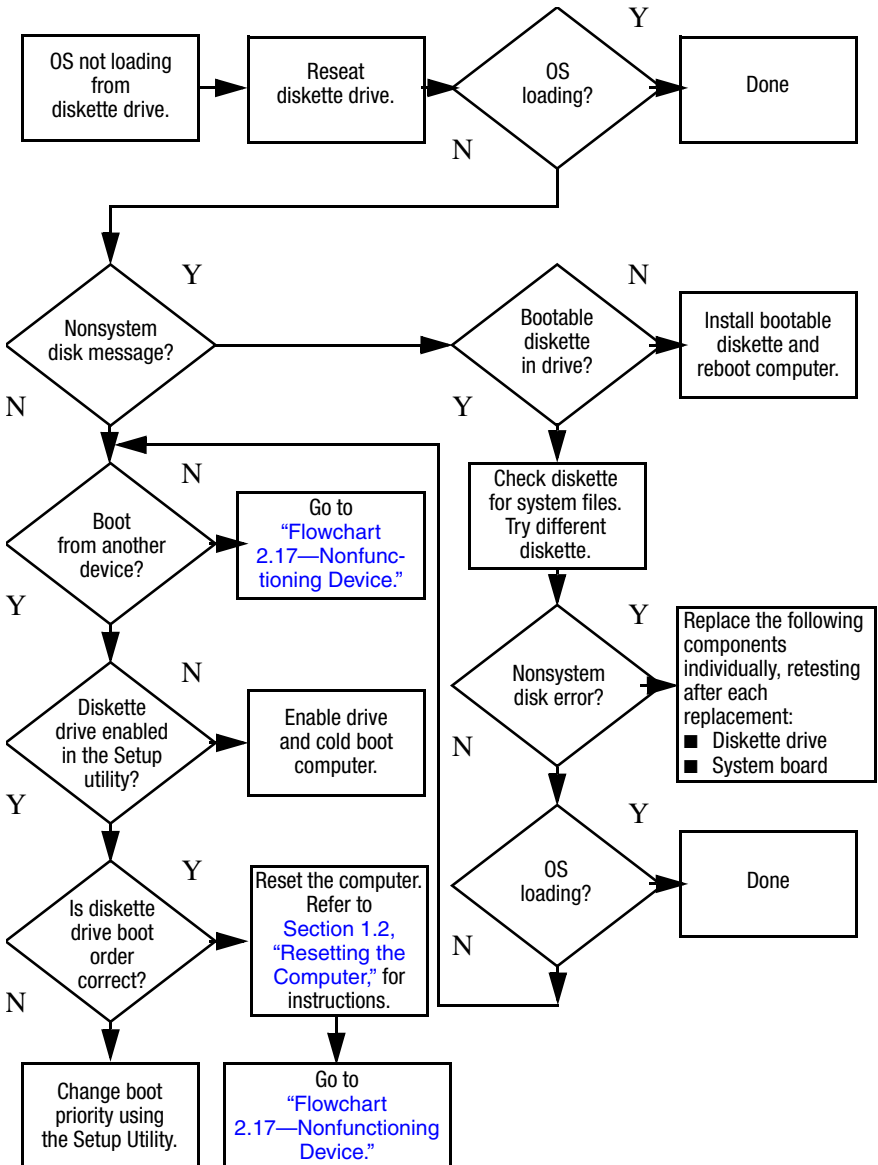 Y
OS not loading
from
diskette drive.
Reseat
diskette drive.
OS
loading?
Done
N
Y
N
Nonsystem
disk message?
Bootable
diskette
in drive?
Install bootable
diskette and
reboot computer.
N
Y
N
Check diskette
for system files.
Try different
diskette.
Boot
from another
device?
Go to
“Flowchart
2.17—Nonfunc-
tioning Device.”
Y
Y
N
Nonsystem
disk error?
Replace the following
components
individually, retesting
after each
replacement:
■ Diskette drive
■ System board
Diskette
drive enabled
in the Setup
utility?
Enable drive
and cold boot
computer.
N
Y
Y
Y
OS
loading?
Done
Is diskette
drive boot
order
correct?
Reset the computer.
Refer to
Section 1.2,
“Resetting the
Computer,” for
instructions.
N
N
Change boot
priority using
the Setup Utility.
Go to
“Flowchart
2.17—Nonfunctioning
Device.”